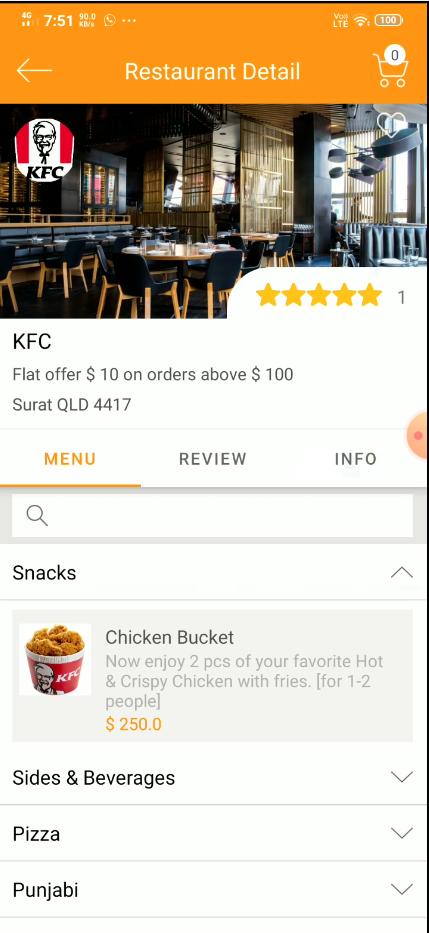 4G 7:51 90.0 KB/s ... Vo) LTE 100
0
Restaurant Detail
KFC
1
KFC
Flat offer $ 10 on orders above $ 100
Surat QLD 4417
MENU REVIEW INFO
Snacks
KFC
Chicken Bucket
Now enjoy 2 pcs of your favorite Hot
& Crispy Chicken with fries. [for 1-2
people]
$ 250.0
Sides & Beverages
Pizza
Punjabi